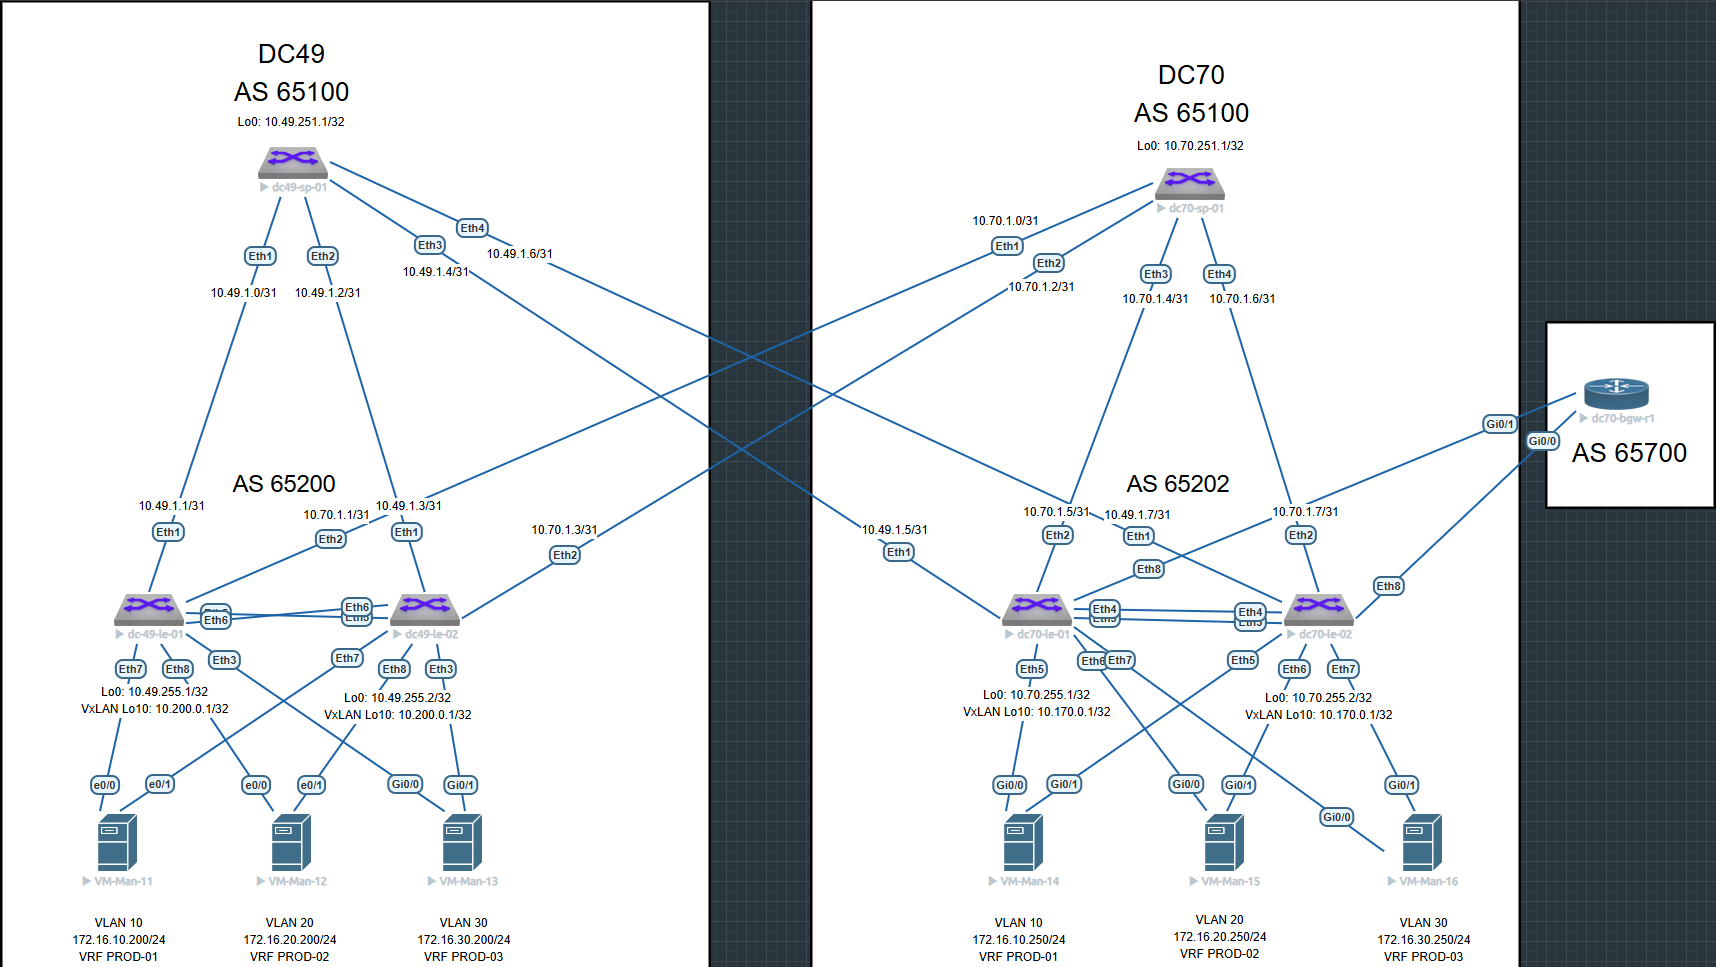 DC49
AS 65100
Lo0: 10.49.251.1/32
dc49-sp-01
Eth4
Eth3
10.49.1.6/31
Eth1
Eth2
10.49.1.4/31
10.49.1.0/31
10.49.1.2/31
AS 65200
10.49.1.1/31
10.70.1.1/31
10.49.1.3/31
Eth1
Eth2
Eth1
10.70.1.3/31
Eth2
Eth6
Eth6
Eth5
dc-49-le-01
dc49-le-02
Eth7
Eth8
Eth3
Eth7
Eth8
Eth3
Lo0: 10.49.255.1/32
VxLAN Lo10: 10.200.0.1/32
Lo0: 10.49.255.2/32
VxLAN Lo10: 10.200.0.1/32
e0/0
e0/1
e0/0
e0/1
Gi0/0
Gi0/1
VM-Man-11
VM-Man-12
VM-Man-13
VLAN 10
172.16.10.200/24
VRF PROD-01
VLAN 20
172.16.20.200/24
VRF PROD-02
VLAN 30
172.16.30.200/24
VRF PROD-03
DC70
AS 65100
Lo0: 10.70.251.1/32
dc70-sp-01
10.70.1.0/31
Eth1
Eth2
10.70.1.2/31
Eth3
Eth4
10.70.1.4/31
10.70.1.6/31
AS 65202
10.49.1.5/31
Eth1
10.70.1.5/31
10.49.1.7/31
10.70.1.7/31
Eth2
Eth1
Eth2
Eth8
Eth8
Eth4
Eth3
Eth4
Eth3
dc70-le-01
dc70-le-02
Eth5
Eth6
Eth7
Eth5
Eth6
Eth7
Lo0: 10.70.255.1/32
VxLAN Lo10: 10.170.0.1/32
Lo0: 10.70.255.2/32
VxLAN Lo10: 10.170.0.1/32
Gi0/0
Gi0/1
Gi0/0
Gi0/1
Gi0/0
Gi0/1
VM-Man-14
VM-Man-15
VM-Man-16
VLAN 10
172.16.10.250/24
VRF PROD-01
VLAN 20
172.16.20.250/24
VRF PROD-02
VLAN 30
172.16.30.250/24
VRF PROD-03
Gi0/1
Gi0/0
dc70-bgw-r1
AS 65700